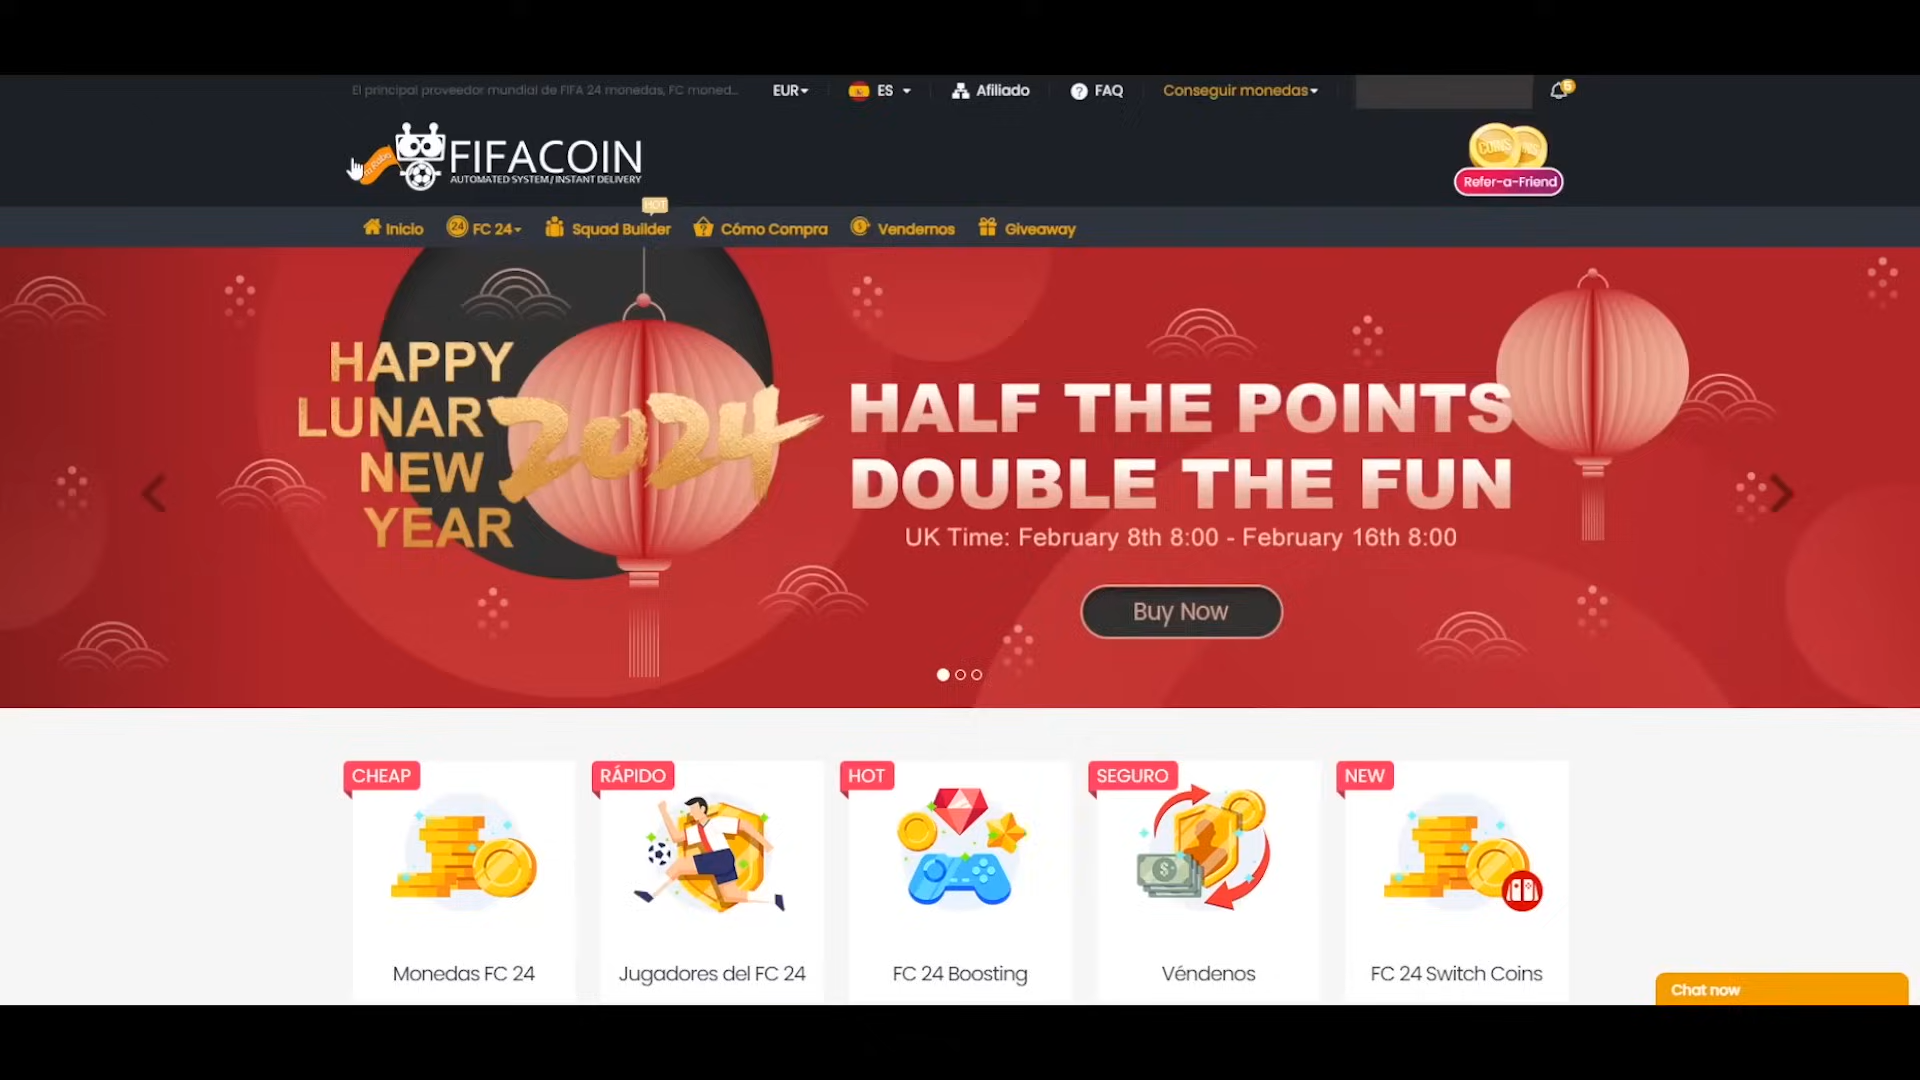 El principal proveedor mundial de FIFA 24 monedas, FC moned...
EUR
ES
Afiliado
FAQ
Conseguir monedas
5
FIFACOIN
AUTOMATED SYSTEM/INSTANT DELIVERY
COINS
Refer-a-Friend
HOT
Inicio
24 FC 24
Squad Builder
Cómo Compra
Vendernos
Giveaway
HAPPY
LUNAR
NEW
YEAR
2024
HALF THE POINTS
DOUBLE THE FUN
UK Time: February 8th 8:00 - February 16th 8:00
Buy Now
CHEAP
RÁPIDO
HOT
SEGURO
NEW
Monedas FC 24
Jugadores del FC 24
FC 24 Boosting
Véndenos
FC 24 Switch Coins
Chat now